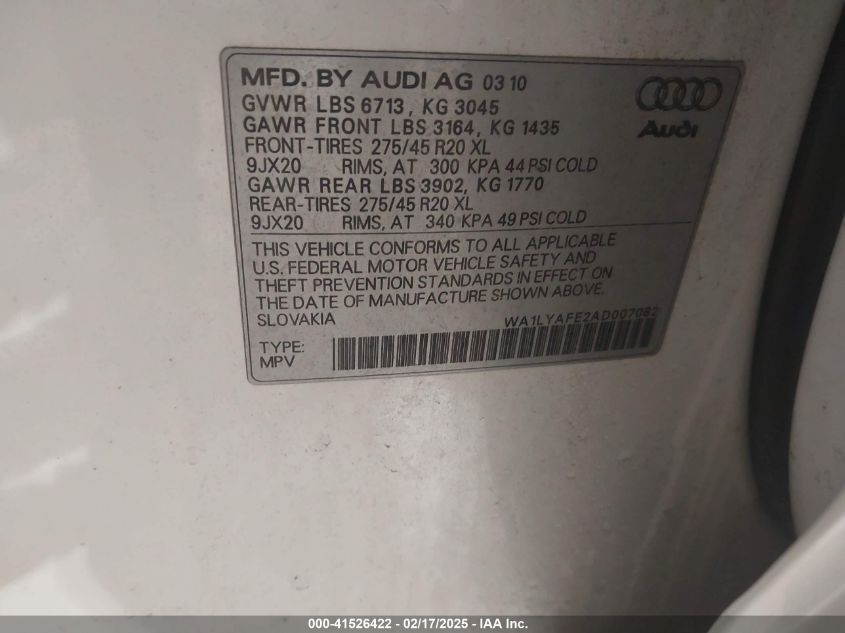 MFD. BY AUDI AG 03 10
GVWR LBS 6713, KG 3045
GAWR FRONT LBS 3164, KG 1435
FRONT-TIRES 275/45 R20 XL
9JX20 RIMS, AT 300 KPA 44 PSI COLD
GAWR REAR LBS 3902, KG 1770
REAR-TIRES 275/45 R20 XL
9JX20 RIMS, AT 340 KPA 49 PSI COLD
Audi
THIS VEHICLE CONFORMS TO ALL APPLICABLE
U.S. FEDERAL MOTOR VEHICLE SAFETY AND
THEFT PREVENTION STANDARDS IN EFFECT ON
THE DATE OF MANUFACTURE SHOWN ABOVE.
SLOVAKIA WA1LYAFE2AD007082
TYPE:
MPV
000-41526422 - 02/17/2025 - IAA Inc.